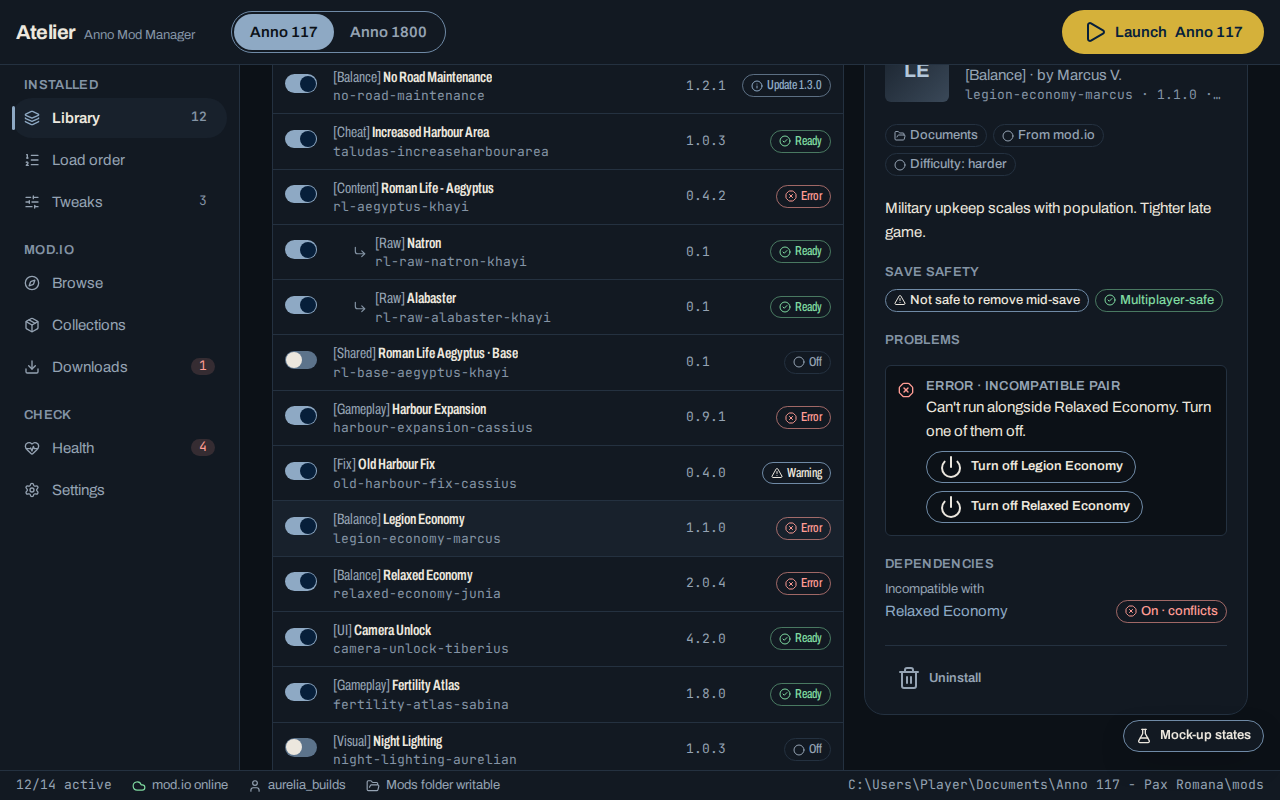 Atelier Anno Mod Manager
Anno 117
Anno 1800
Launch Anno 117
INSTALLED
Library 12
Load order
Tweaks 3
MOD.IO
Browse
Collections
Downloads 1
CHECK
Health 4
Settings
[Balance] No Road Maintenance
no-road-maintenance
1.2.1
Update 1.3.0
[Cheat] Increased Harbour Area
taludas-increaseharbourarea
1.0.3
Ready
[Content] Roman Life - Aegyptus
rl-aegyptus-khayi
0.4.2
Error
[Raw] Natron
rl-raw-natron-khayi
0.1
Ready
[Raw] Alabaster
rl-raw-alabaster-khayi
0.1
Ready
[Shared] Roman Life Aegyptus · Base
rl-base-aegyptus-khayi
0.1
Off
[Gameplay] Harbour Expansion
harbour-expansion-cassius
0.9.1
Error
[Fix] Old Harbour Fix
old-harbour-fix-cassius
0.4.0
Warning
[Balance] Legion Economy
legion-economy-marcus
1.1.0
Error
[Balance] Relaxed Economy
relaxed-economy-junia
2.0.4
Error
[UI] Camera Unlock
camera-unlock-tiberius
4.2.0
Ready
[Gameplay] Fertility Atlas
fertility-atlas-sabina
1.8.0
Ready
[Visual] Night Lighting
night-lighting-aurelian
1.0.3
Off
LE
[Balance] · by Marcus V.
legion-economy-marcus · 1.1.0 ·…
Documents
From mod.io
Difficulty: harder
Military upkeep scales with population. Tighter late
game.
SAVE SAFETY
Not safe to remove mid-save
Multiplayer-safe
PROBLEMS
ERROR · INCOMPATIBLE PAIR
Can't run alongside Relaxed Economy. Turn
one of them off.
Turn off Legion Economy
Turn off Relaxed Economy
DEPENDENCIES
Incompatible with
Relaxed Economy
On · conflicts
Uninstall
Mock-up states
12/14 active
mod.io online
aurelia_builds
Mods folder writable
C:\Users\Player\Documents\Anno 117 - Pax Romana\mods